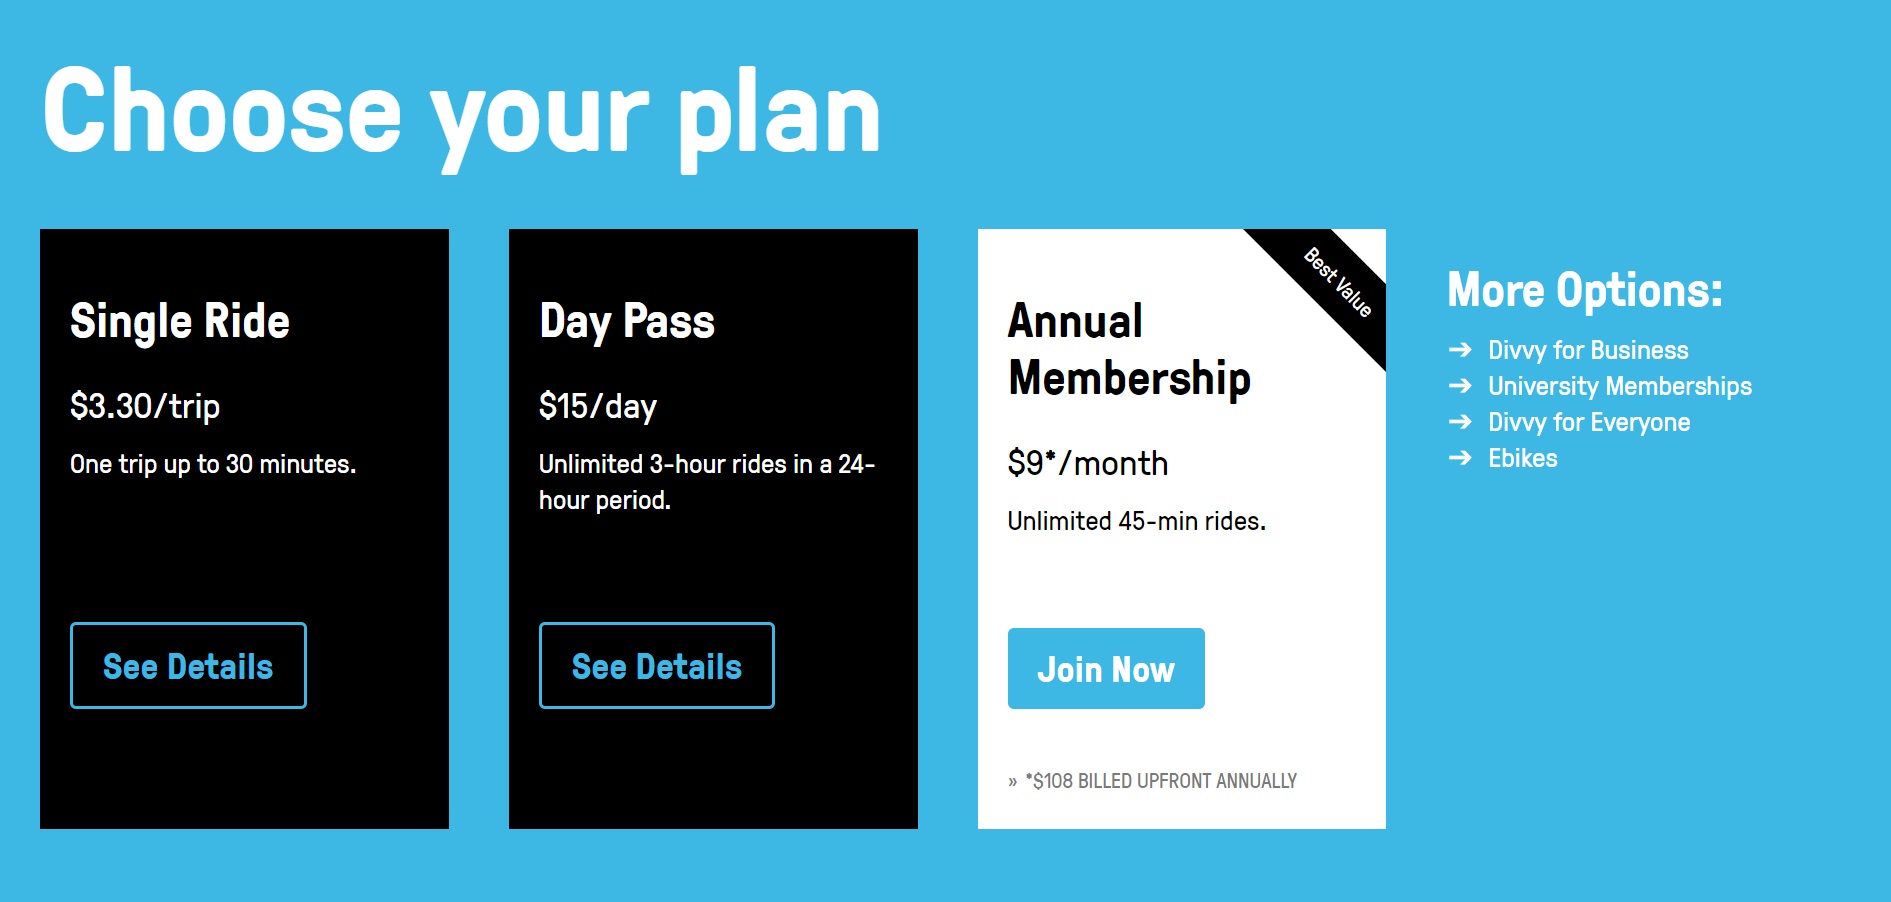 Choose your plan
Single Ride
$3.30/trip
One trip up to 30 minutes.
See Details
Day Pass
$15/day
Unlimited 3-hour rides in a 24-
hour period.
See Details
Best Value
Annual
Membership
$9*/month
Unlimited 45-min rides.
Join Now
» *$108 BILLED UPFRONT ANNUALLY
More Options:
➔ Divvy for Business
➔ University Memberships
➔ Divvy for Everyone
➔ Ebikes